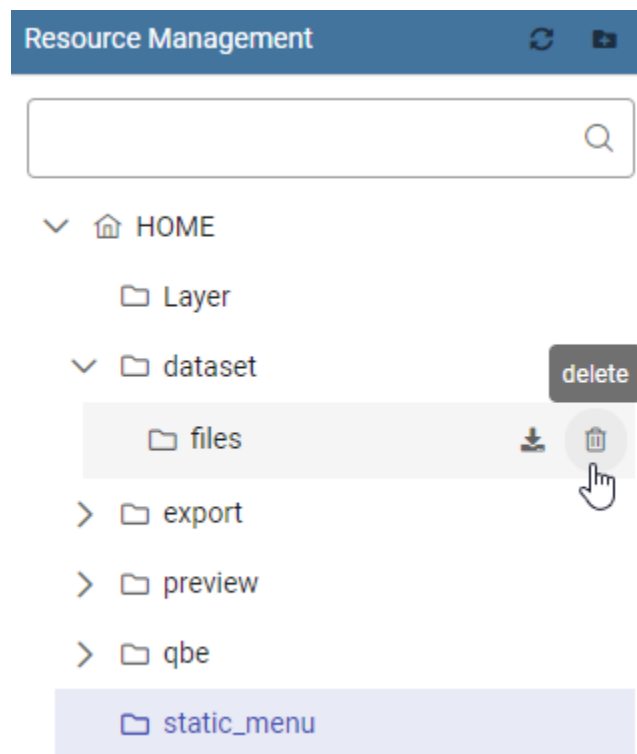 Resource Management
HOME
Layer
dataset
delete
files
export
preview
qbe
static_menu